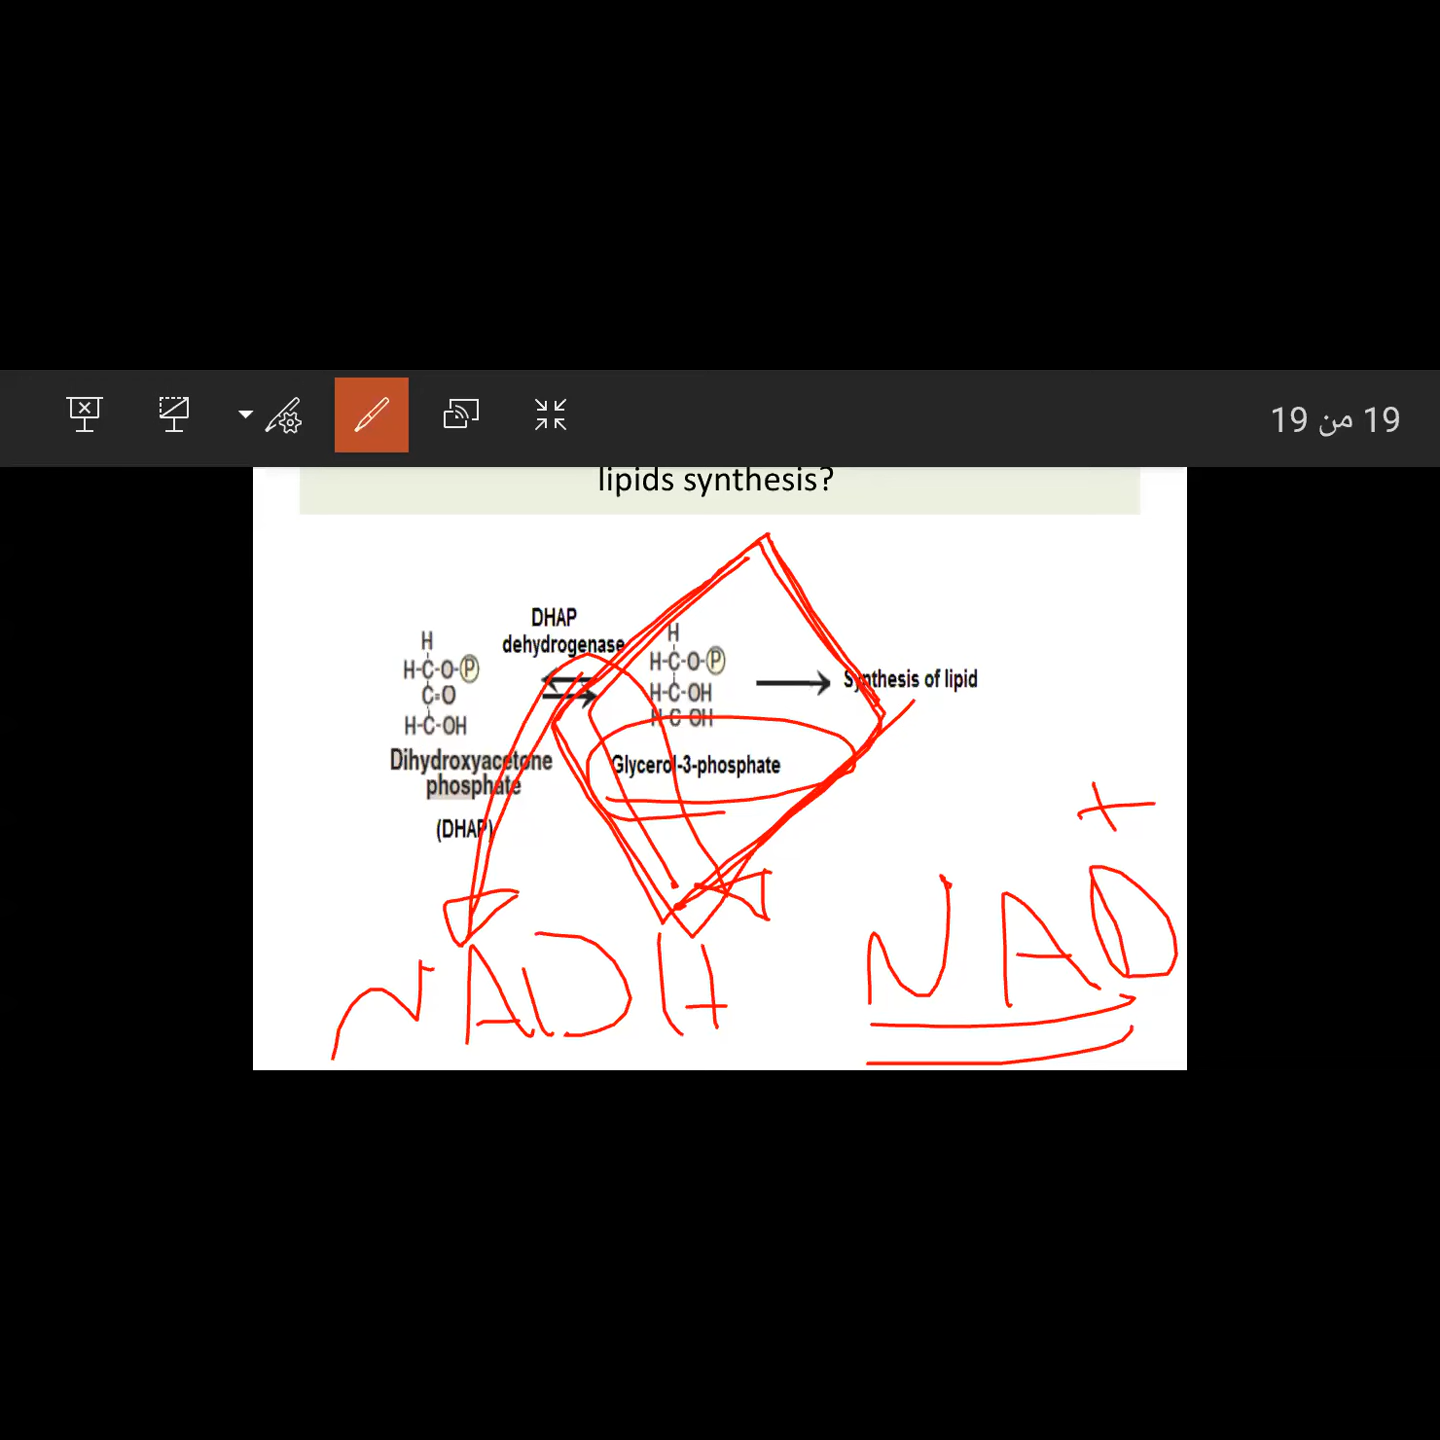 19 من 19
lipids synthesis?
DHAP
dehydrogenase
H
H-C-O-P
C=O
H-C-OH
Dihydroxyacetone
phosphate
(DHAP)
H
H-C-O-P
H-C-OH
H-C-OH
Glycerol-3-phosphate
Synthesis of lipid
NADH
NAD+